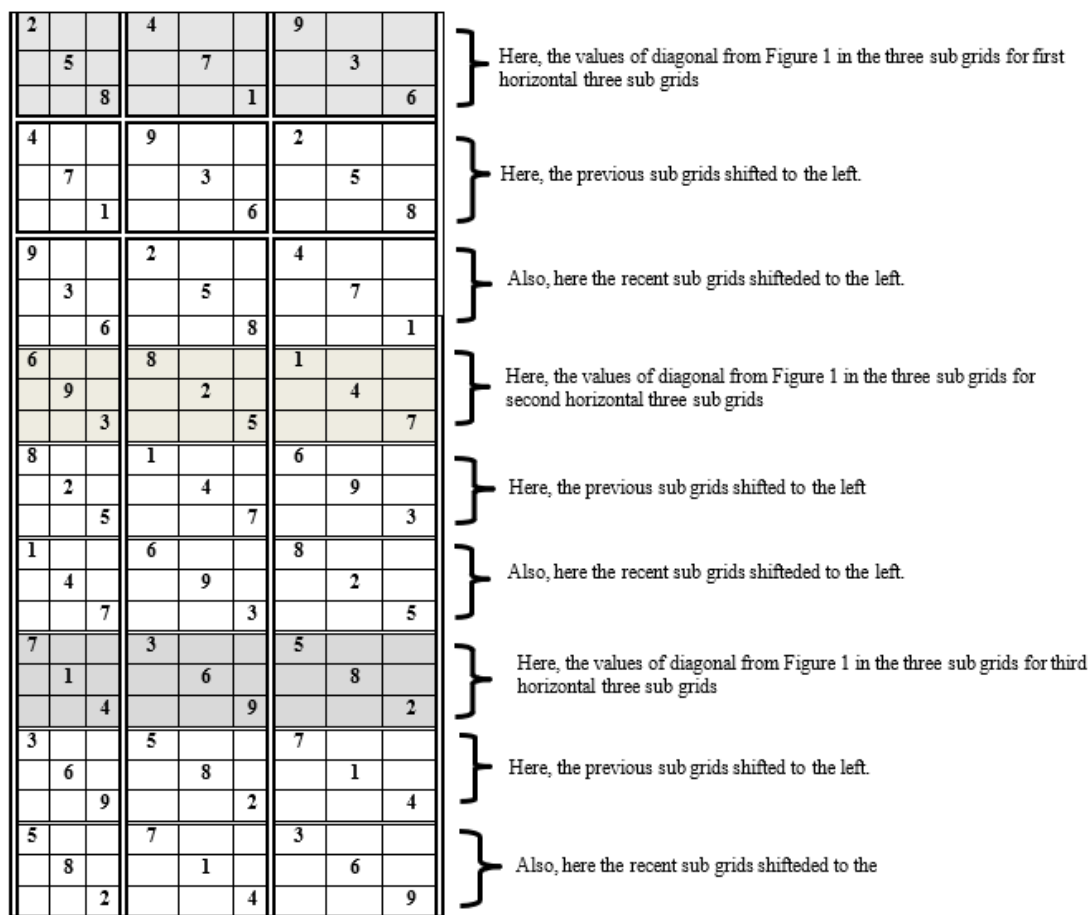 2 4 9
5 7 3
8 1 6
Here, the values of diagonal from Figure 1 in the three sub grids for first
horizontal three sub grids
4 9 2
7 3 5
1 6 8
Here, the previous sub grids shifted to the left.
9 2 4
3 5 7
6 8 1
Also, here the recent sub grids shifteded to the left.
6 8 1
9 2 4
3 5 7
Here, the values of diagonal from Figure 1 in the three sub grids for
second horizontal three sub grids
8 1 6
2 4 9
5 7 3
Here, the previous sub grids shifted to the left
1 6 8
4 9 2
7 3 5
Also, here the recent sub grids shifteded to the left.
7 3 5
1 6 8
4 9 2
Here, the values of diagonal from Figure 1 in the three sub grids for third
horizontal three sub grids
3 5 7
6 8 1
9 2 4
Here, the previous sub grids shifted to the left.
5 7 3
8 1 6
2 4 9
Also, here the recent sub grids shifteded to the